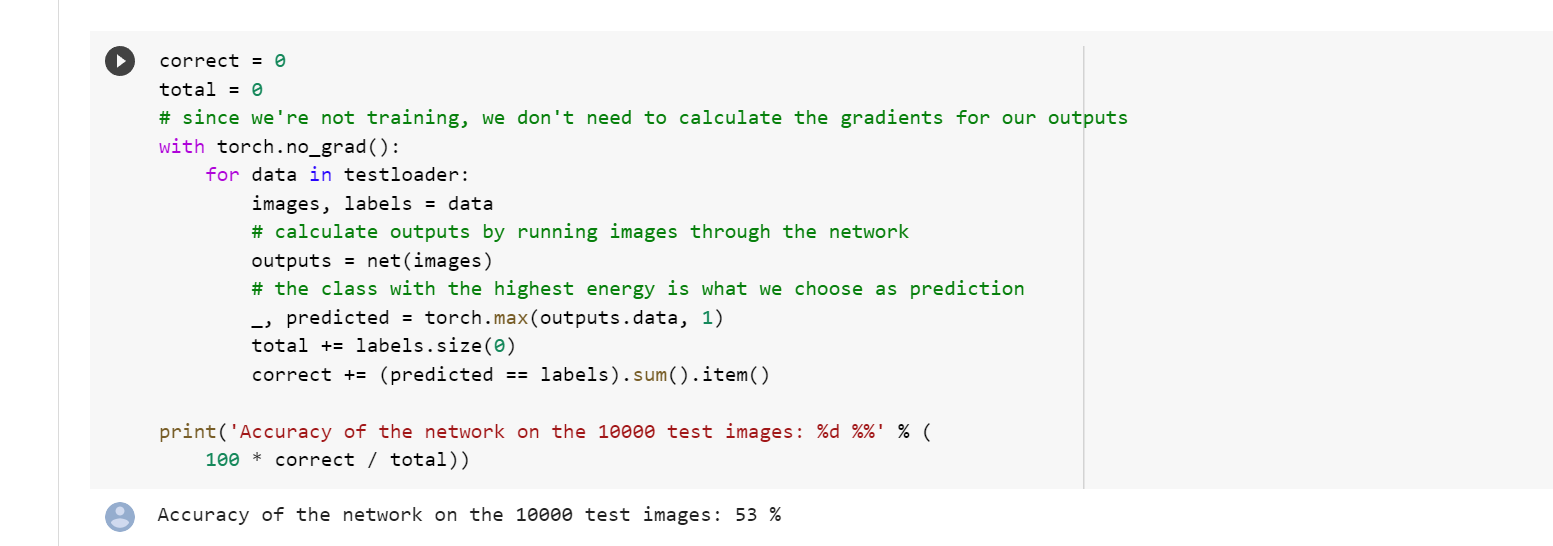 correct = 0
total = 0
# since we're not training, we don't need to calculate the gradients for our outputs
with torch.no_grad():
    for data in testloader:
        images, labels = data
        # calculate outputs by running images through the network
        outputs = net(images)
        # the class with the highest energy is what we choose as prediction
        _, predicted = torch.max(outputs.data, 1)
        total += labels.size(0)
        correct += (predicted == labels).sum().item()

print('Accuracy of the network on the 10000 test images: %d %%' % (
    100 * correct / total))
Accuracy of the network on the 10000 test images: 53 %